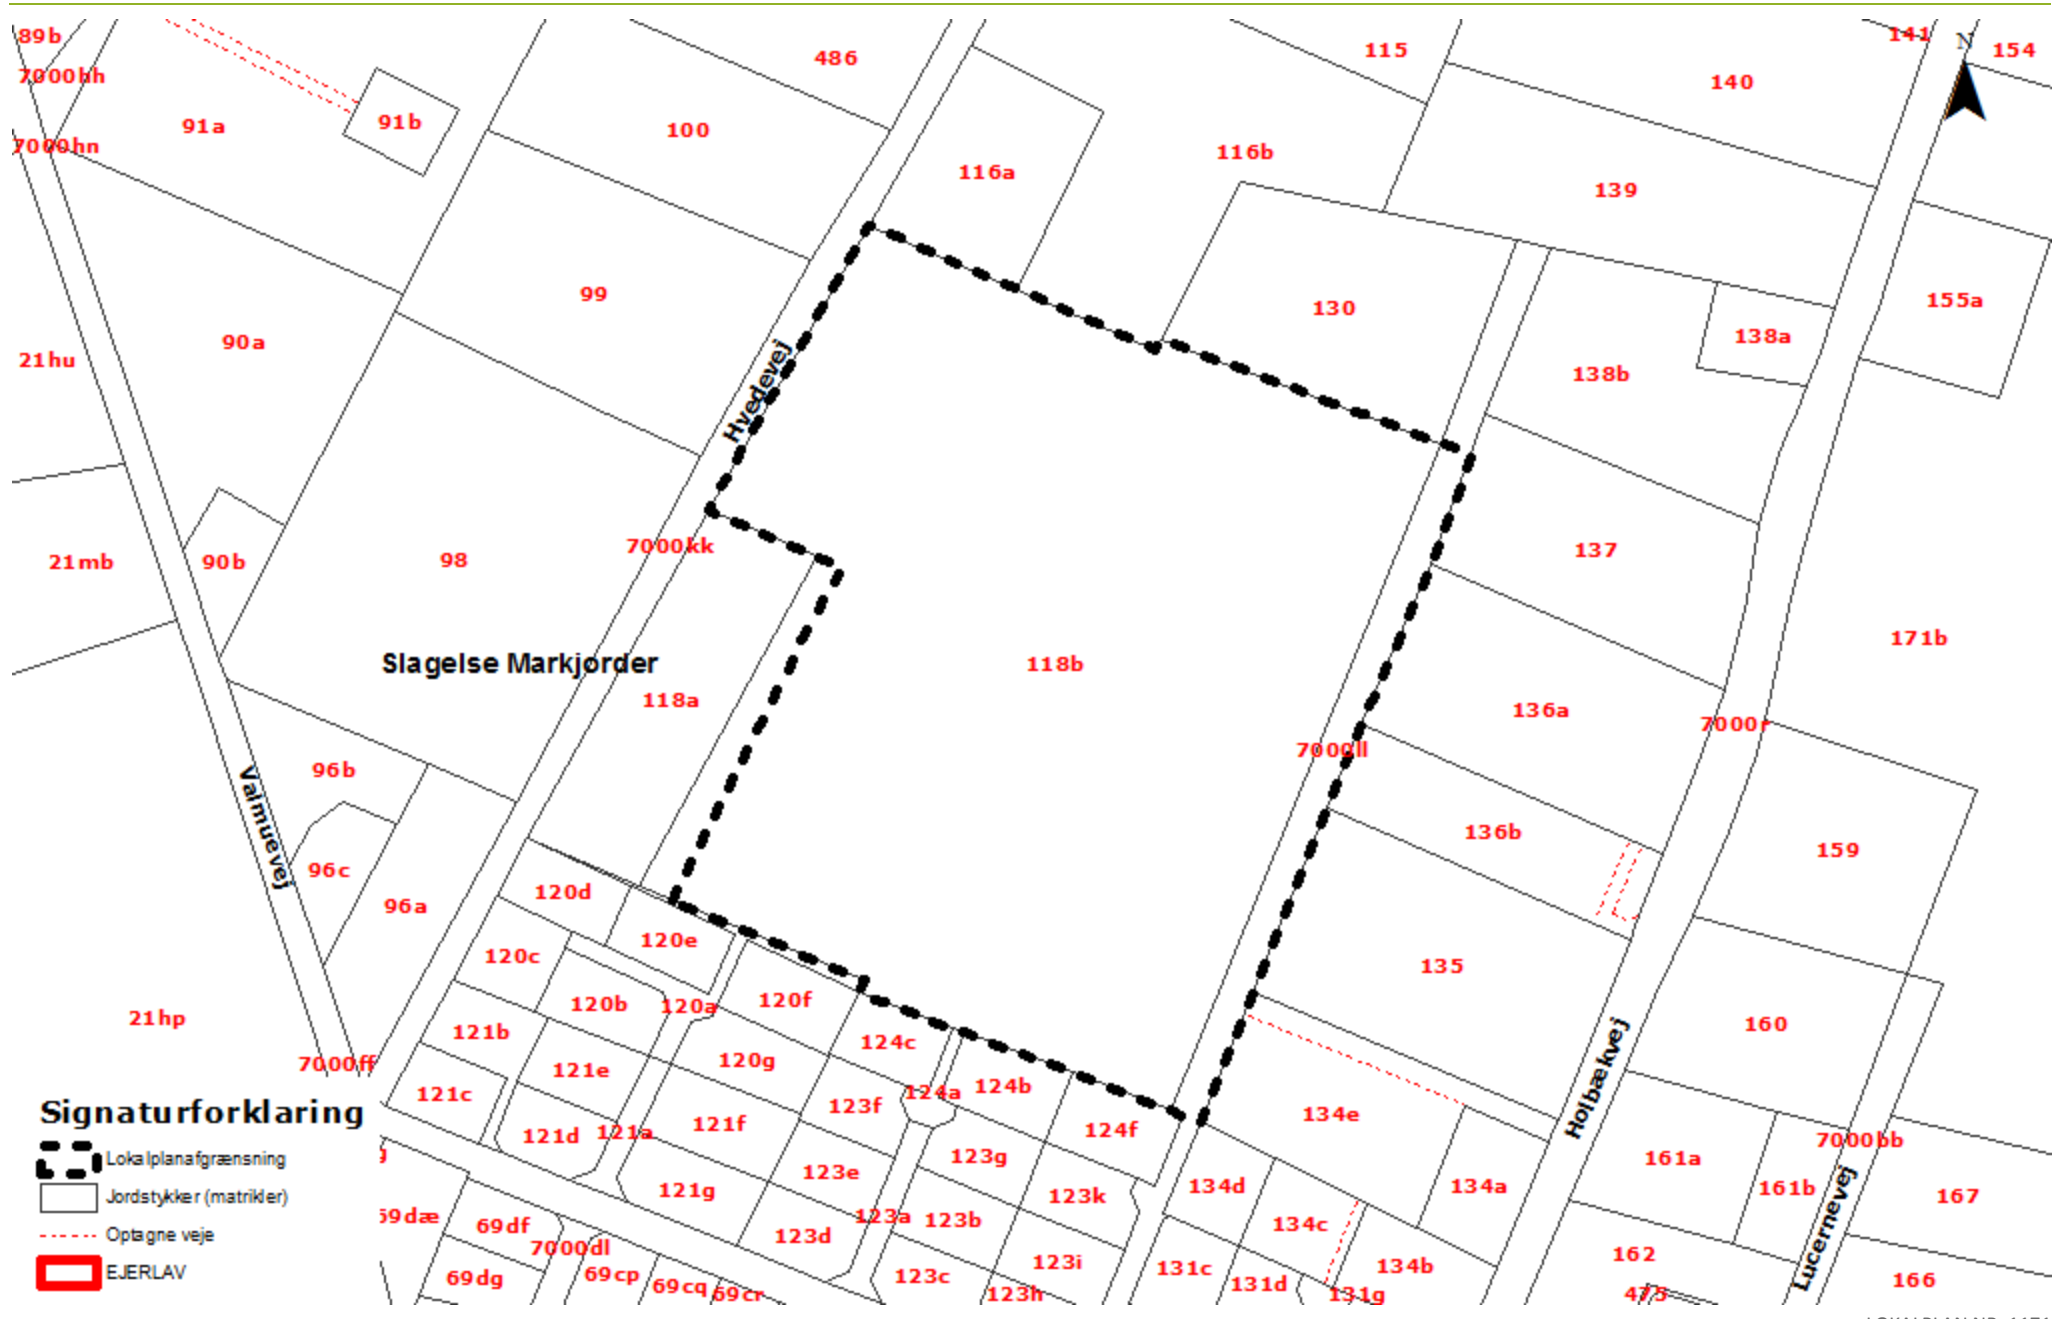 89b
486
115
141
N
154
7000hh
140
91a
91b
100
116b
7000hn
116a
139
99
130
155a
90a
21hu
138a
138b
Hvedevej
7000kk
137
21mb
90b
98
171b
Slagelse Markjorder
118b
118a
136a
7000r
7000ll
96b
Valmuevej
136b
159
96c
120d
96a
120e
120c
135
120b
120a
120f
21hp
160
121b
124c
7000ff
120g
121e
Holbækvej
124b
121c
124a
123f
Signaturforklaring
134e
121f
124f
121d
121a
7000bb
Lokalplanafgrænsning
123g
161a
123e
134d
134a
161b
121g
123k
167
Jordstykker (matrikler)
69dæ
123a
123b
69df
134c
Optagne veje
123d
7000dl
Lucernevej
162
123i
134b
131c
EJERLAV
69dg
69cp
123c
166
131d
69cq
69cr
123h
131g
475